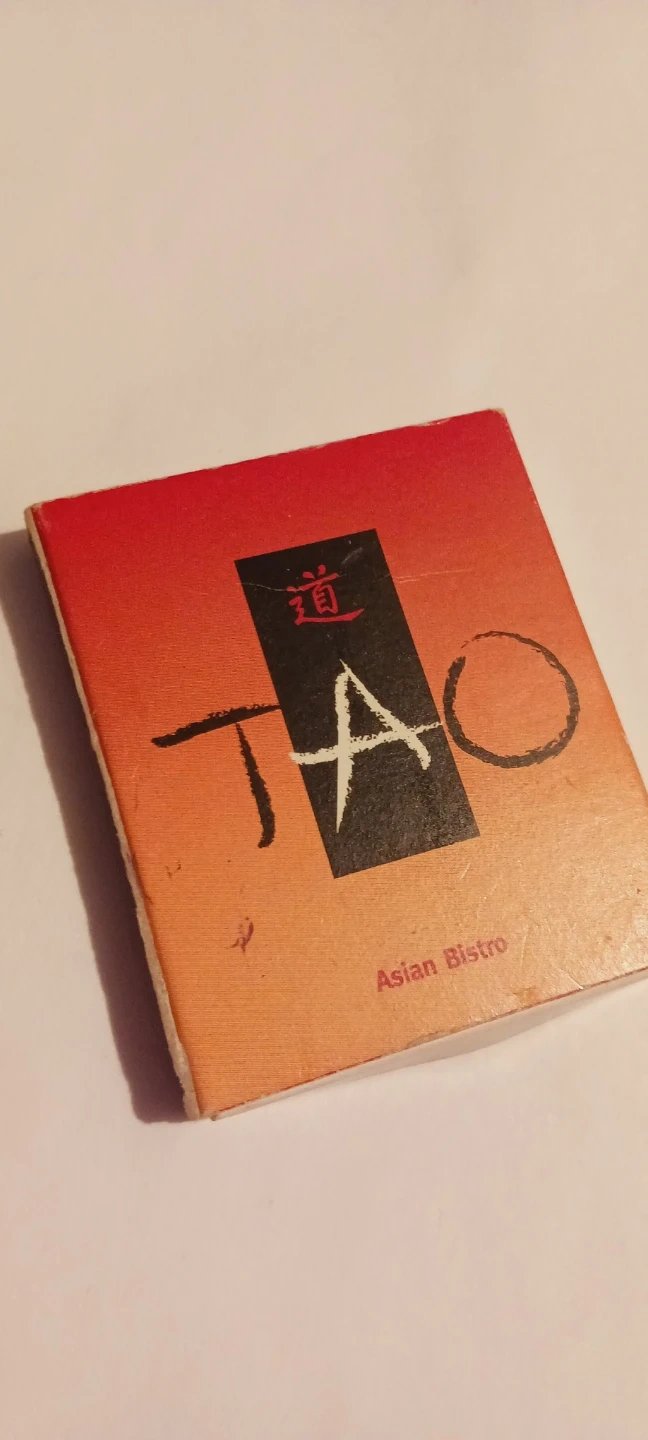 道
TAO
Asian Bistro